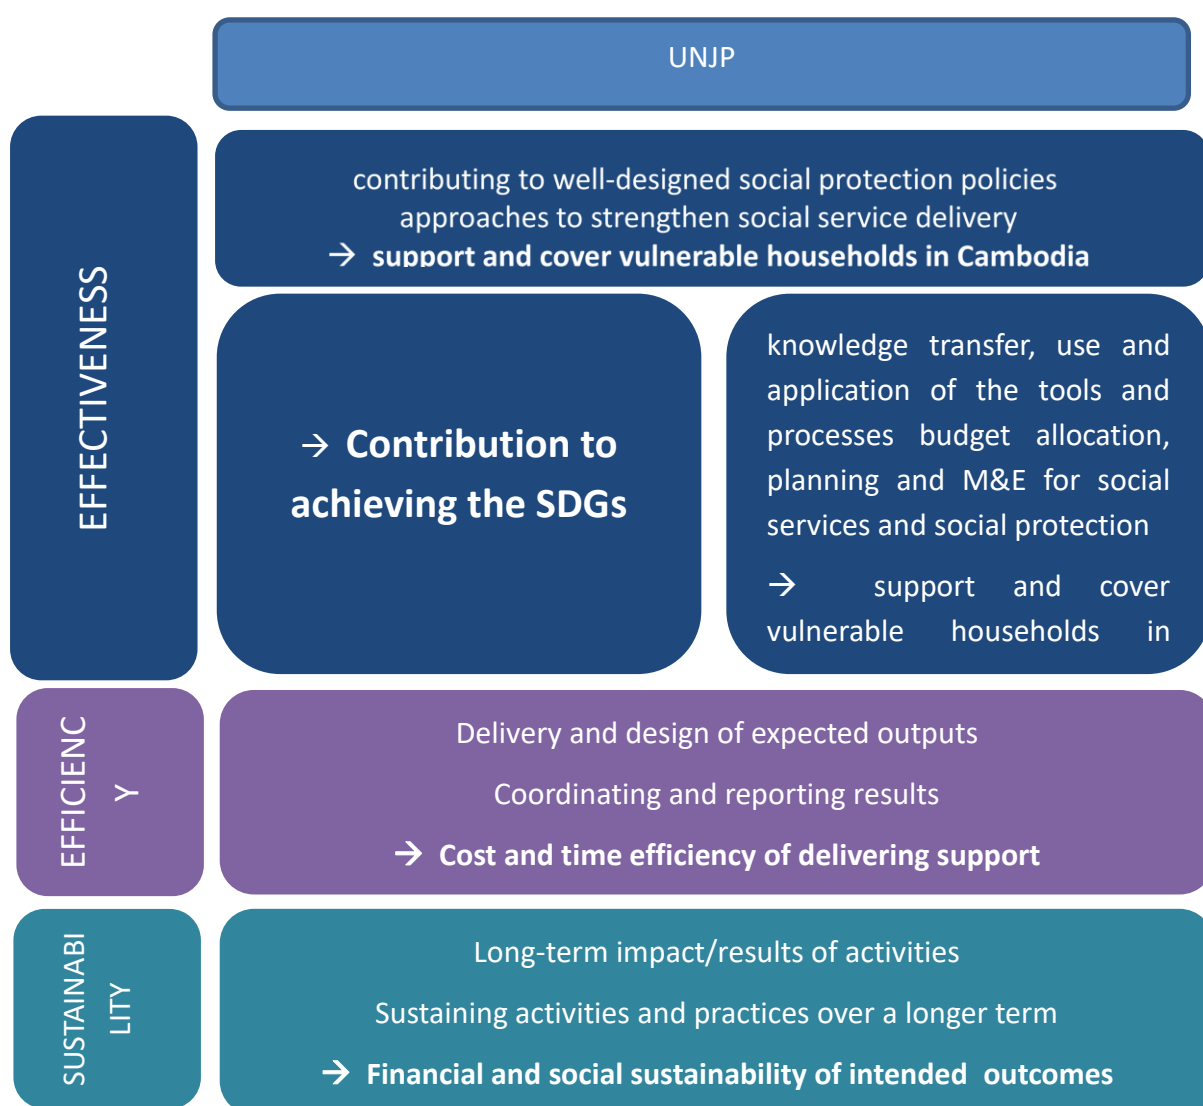 UNJP
EFFECTIVENESS
contributing to well-designed social protection policies
approaches to strengthen social service delivery
→ support and cover vulnerable households in Cambodia
→ Contribution to
achieving the SDGs
knowledge transfer, use and
application of the tools and
processes budget allocation,
planning and M&E for social
services and social protection
→ support and cover
vulnerable households in
EFFICIENC
Y
Delivery and design of expected outputs
Coordinating and reporting results
→ Cost and time efficiency of delivering support
SUSTAINABI
LITY
Long-term impact/results of activities
Sustaining activities and practices over a longer term
→ Financial and social sustainability of intended outcomes